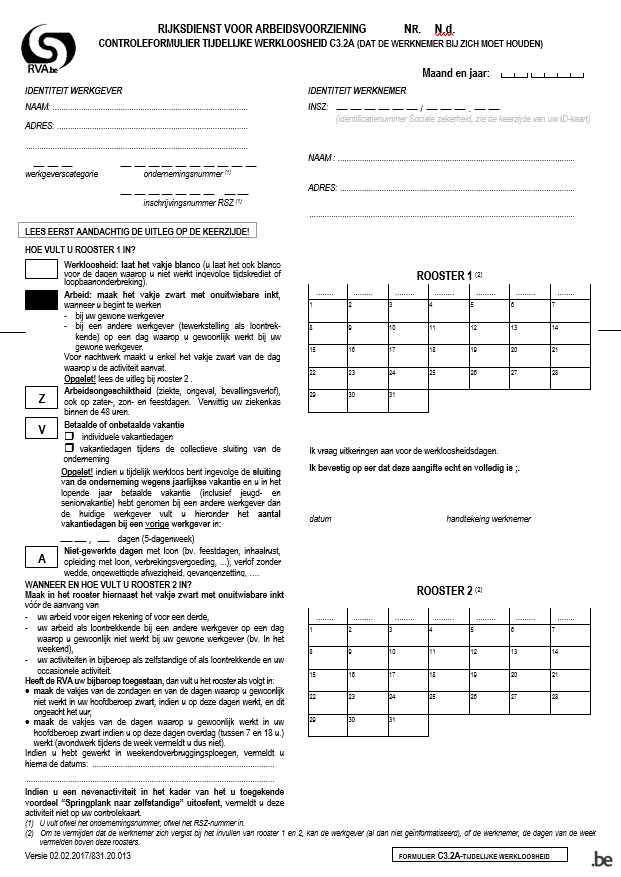 RIJKSDIENST VOOR ARBEIDSVOORZIENING NR. N.d.
CONTROLEFORMULIER TIJDELIJKE WERKLOOSHEID C3.2A (DAT DE WERKNEMER BIJ ZICH MOET HOUDEN)
RVA.be
Maand en jaar:
IDENTITEIT WERKGEVER
NAAM:
ADRES:
werkgeverscategorie ondernemingsnummer (1)
inschrijvingsnummer RSZ (1)
IDENTITEIT WERKNEMER
INSZ: / .
(identificatienummer Sociale zekerheid, zie de keerzijde van uw ID-kaart)
NAAM :
ADRES:
LEES EERST AANDACHTIG DE UITLEG OP DE KEERZIJDE!
HOE VULT U ROOSTER 1 IN?
Werkloosheid: laat het vakje blanco (u laat het ook blanco
voor de dagen waarop u niet werkt ingevolge tijdskrediet of
loopbaanonderbreking).
Arbeid: maak het vakje zwart met onuitwisbare inkt,
wanneer u begint te werken
- bij uw gewone werkgever
- bij een andere werkgever (tewerkstelling als loontrek-
kende) op een dag waarop u gewoonlijk werkt bij uw
gewone werkgever.
Voor nachtwerk maakt u enkel het vakje zwart van de dag
waarop u de activiteit aanvat.
Opgelet! lees de uitleg bij rooster 2 .
Z
Arbeidsongeschiktheid (ziekte, ongeval, bevallingsverlof),
ook op zater-, zon- en feestdagen. Verwittig uw ziekenkas
binnen de 48 uren.
V
Betaalde of onbetaalde vakantie
individuele vakantiedagen
vakantiedagen tijdens de collectieve sluiting van de
onderneming
Opgelet! indien u tijdelijk werkloos bent ingevolge de sluiting
van de onderneming wegens jaarlijkse vakantie en u in het
lopende jaar betaalde vakantie (inclusief jeugd- en
seniorvakantie) hebt genomen bij een andere werkgever dan
de huidige werkgever vult u hieronder het aantal
vakantiedagen bij een vorige werkgever in:
, dagen (5-dagenweek)
A
Niet-gewerkte dagen met loon (bv. feestdagen, inhaalrust,
opleiding met loon, verbrekingsvergoeding, ...), verlof zonder
wedde, ongewettigde afwezigheid, gevangenzetting, ….
WANNEER EN HOE VULT U ROOSTER 2 IN?
Maak in het rooster hiernaast het vakje zwart met onuitwisbare inkt
vóór de aanvang van
- uw arbeid voor eigen rekening of voor een derde,
- uw arbeid als loontrekkende bij een andere werkgever op een dag
waarop u gewoonlijk niet werkt bij uw gewone werkgever (bv. In het
weekend),
- uw activiteiten in bijberoep als zelfstandige of als loontrekkende en uw
occasionele activiteit.
Heeft de RVA uw bijberoep toegestaan, dan vult u het rooster als volgt in:
• maak de vakjes van de zondagen en van de dagen waarop u gewoonlijk
niet werkt in uw hoofdberoep zwart, indien u op deze dagen werkt, en dit
ongeacht het uur,
• maak de vakjes van de dagen waarop u gewoonlijk werkt in uw
hoofdberoep zwart indien u op deze dagen overdag (tussen 7 en 18 u.)
werkt (avondwerk tijdens de week vermeldt u dus niet).
Indien u hebt gewerkt in weekendoverbruggingsploegen, vermeldt u
hierna de datums:
Indien u een nevenactiviteit in het kader van het u toegekende
voordeel “Springplank naar zelfstandige” uitoefent, vermeldt u deze
activiteit niet op uw controlekaart.
ROOSTER 1 (2)
1 2 3 4 5 6 7
8 9 10 11 12 13 14
15 16 17 18 19 20 21
22 23 24 25 26 27 28
29 30 31
Ik vraag uitkeringen aan voor de werkloosheidsdagen.
Ik bevestig op eer dat deze aangifte echt en volledig is ;.
datum handtekeing werknemer
ROOSTER 2 (2)
1 2 3 4 5 6 7
8 9 10 11 12 13 14
15 16 17 18 19 20 21
22 23 24 25 26 27 28
29 30 31
(1) U vult ofwel het ondernemingsnummer, ofwel het RSZ-nummer in.
(2) Om te vermijden dat de werknemer zich vergist bij het invullen van rooster 1 en 2, kan de werkgever (al dan niet geïnformatiseerd), of de werknemer, de dagen van de week
vermelden boven deze roosters.
Versie 02.02.2017/831.20.013
FORMULIER C3.2A-TIJDELIJKE WERKLOOSHEID
.be